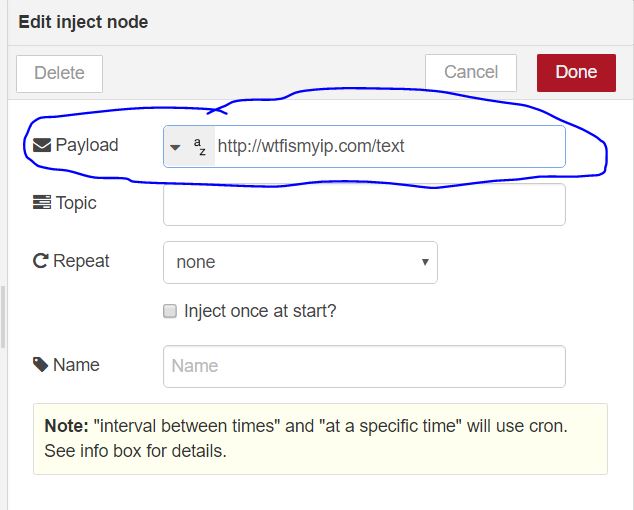 Edit inject node
Delete
Cancel
Done
Payload
a
z
http://wtfismyip.com/text
Topic
Repeat
none
Inject once at start?
Name
Name
Note: "interval between times" and "at a specific time" will use cron.
See info box for details.